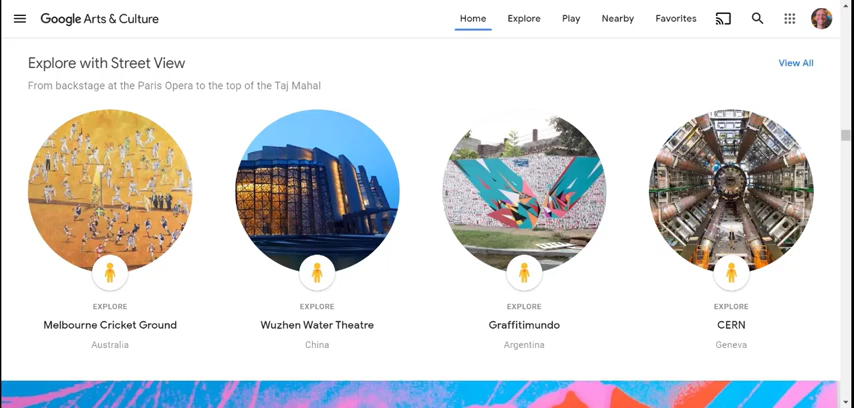 Google Arts & Culture
Home Explore Play Nearby Favorites
Explore with Street View
View All
From backstage at the Paris Opera to the top of the Taj Mahal
EXPLORE EXPLORE EXPLORE EXPLORE
Melbourne Cricket Ground Wuzhen Water Theatre Graffitimundo CERN
Australia China Argentina Geneva